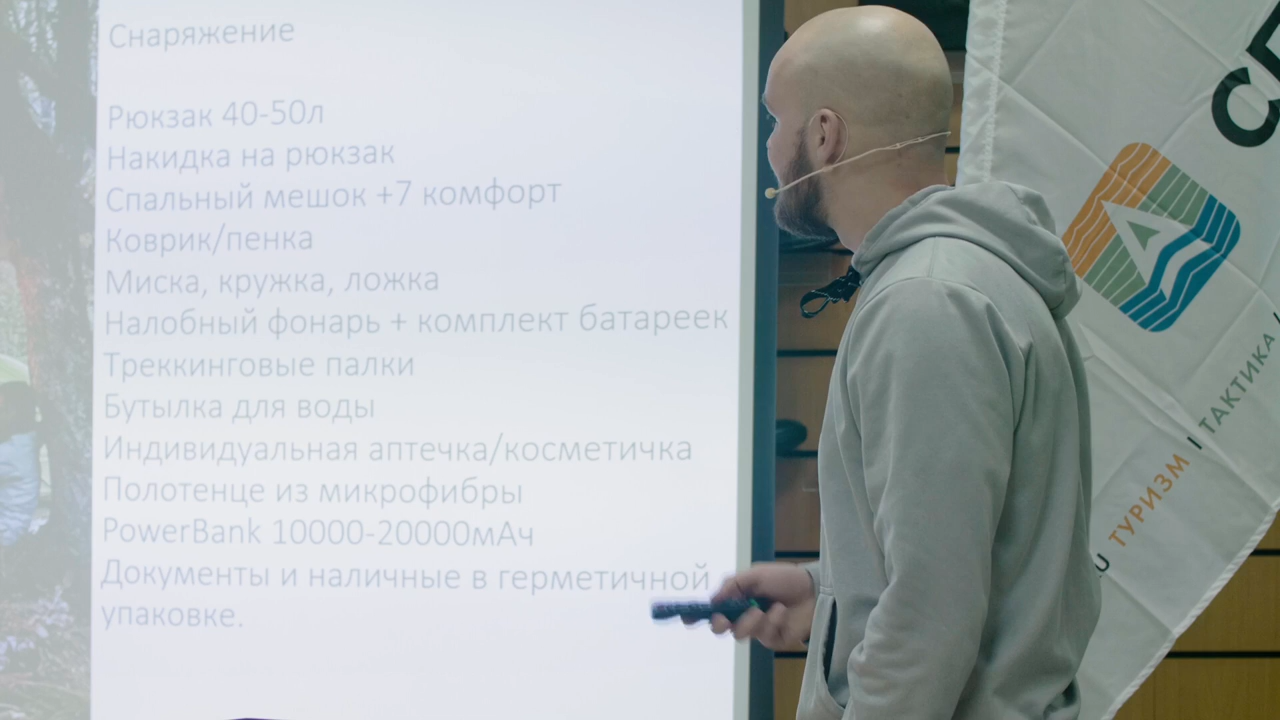 Снаряжение
Рюкзак 40-50л
Накидка на рюкзак
Спальный мешок +7 комфорт
Коврик/пенка
Миска, кружка, ложка
Налобный фонарь + комплект батареек
Треккинговые палки
Бутылка для воды
Индивидуальная аптечка/косметичка
Полотенце из микрофибры
PowerBank 10000-20000мАч
Документы и наличные в герметичной
упаковке.
ТУРИЗМ I ТАКТИКА